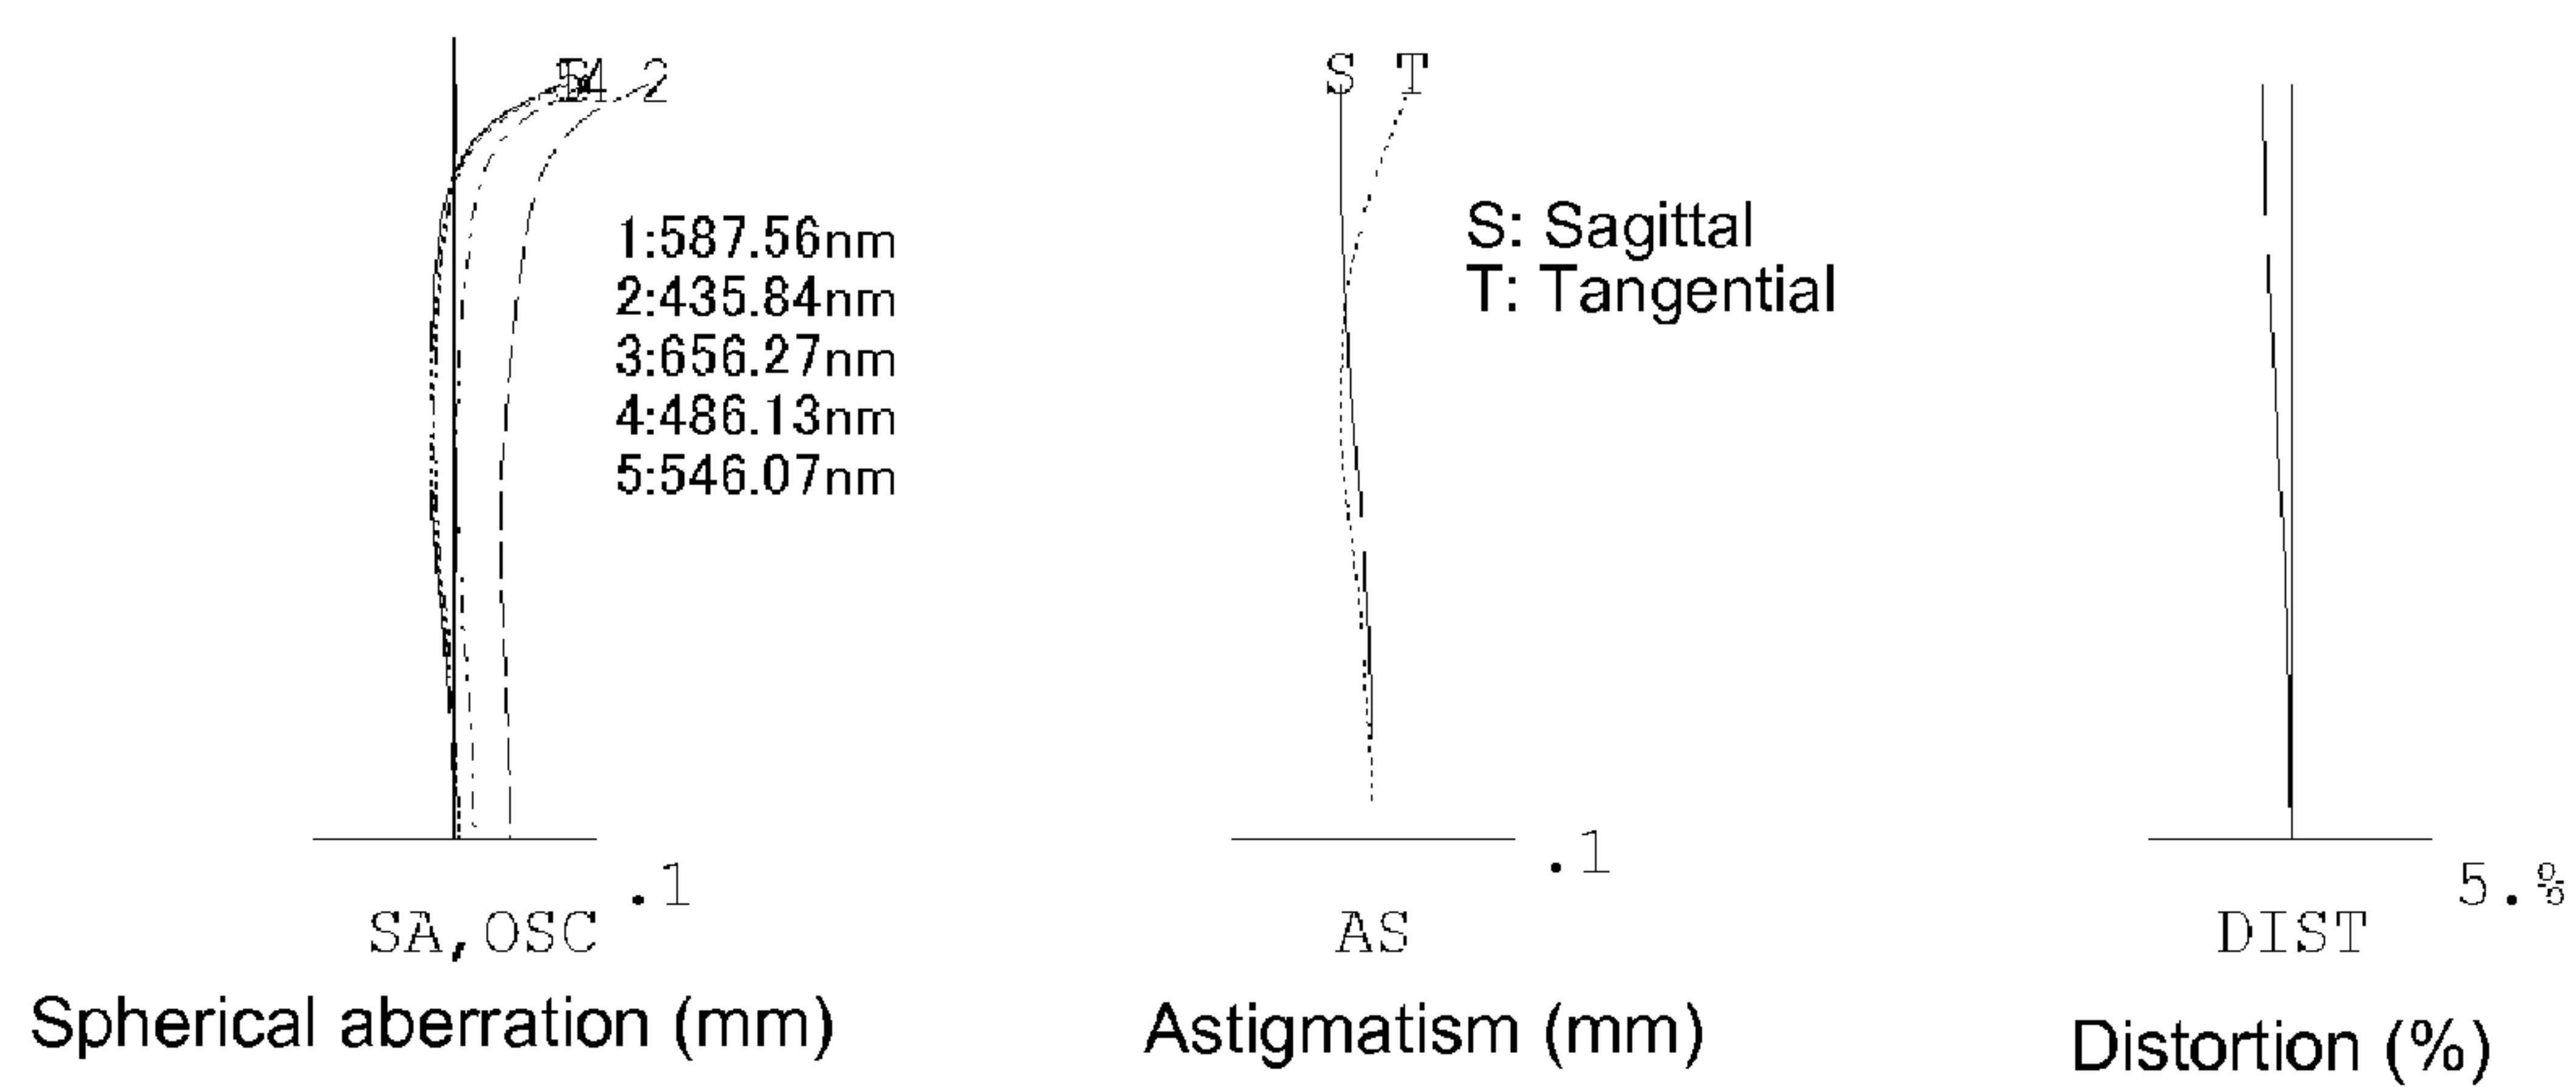 2
S T
1:587.56nm
2:435.84nm
3:656.27nm
4:486.13nm
5:546.07nm
S: Sagittal
T: Tangential
.1
.1
5.%
SA,OSC
AS
DIST
Spherical aberration (mm)
Astigmatism (mm)
Distortion (%)